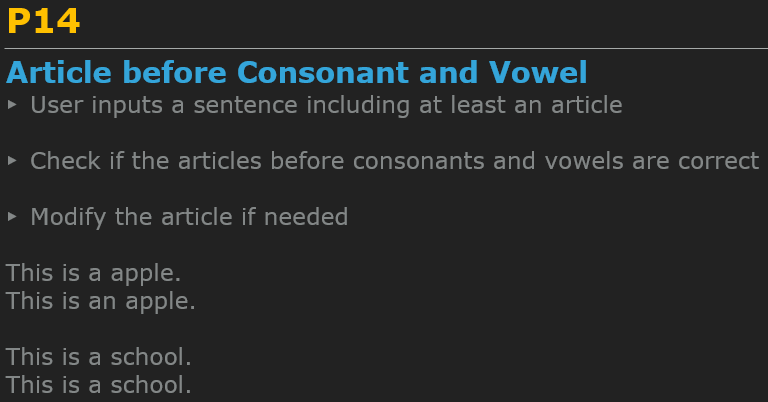 P14
Article before Consonant and Vowel
▸ User inputs a sentence including at least an article
▸ Check if the articles before consonants and vowels are correct
▸ Modify the article if needed
This is a apple.
This is an apple.
This is a school.
This is a school.